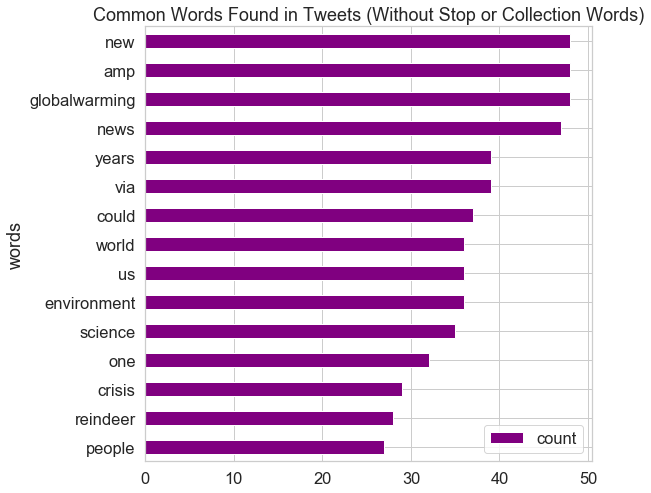 Common Words Found in Tweets (Without Stop or Collection Words)
new
amp
globalwarming
news
years
via
could
world
us
environment
science
one
crisis
reindeer
people
words
count
0 10 20 30 40 50